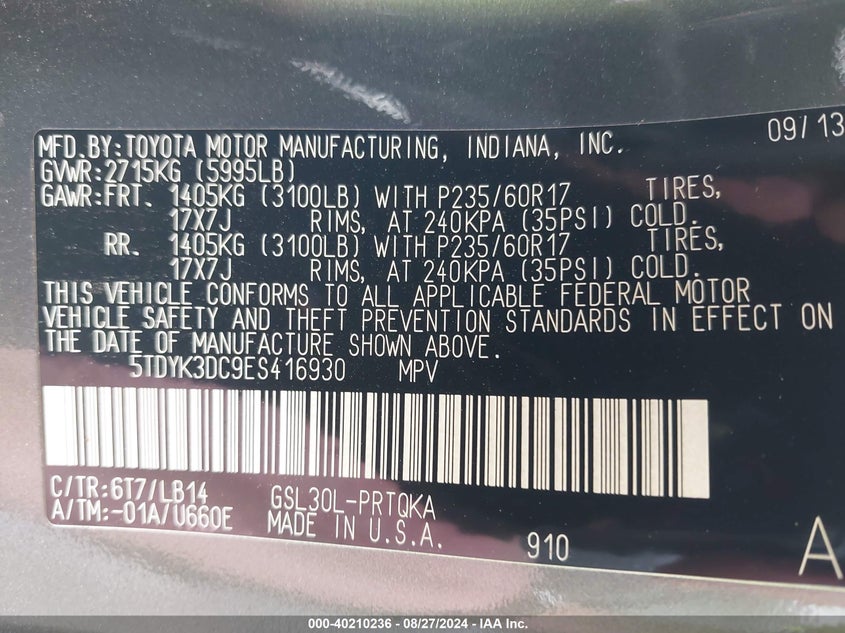 09/13
MFD.BY:TOYOTA MOTOR MANUFACTURING, INDIANA, INC.
GVWR:2715KG (5995LB)
GAWR:FRT. 1405KG (3100LB) WITH P235/60R17 TIRES,
17X7J RIMS, AT 240KPA (35PSI) COLD.
RR. 1405KG (3100LB) WITH P235/60R17 TIRES,
17X7J RIMS, AT 240KPA (35PSI) COLD.
THIS VEHICLE CONFORMS TO ALL APPLICABLE FEDERAL MOTOR
VEHICLE SAFETY AND THEFT PREVENTION STANDARDS IN EFFECT ON
THE DATE OF MANUFACTURE SHOWN ABOVE.
5TDYK3DC9ES416930 MPV
C/TR:6T7/LB14 GSL30L-PRTQKA
A/TM:-01A/U660E MADE IN U.S.A.
910 A
000-40210236 - 08/27/2024 - IAA Inc.